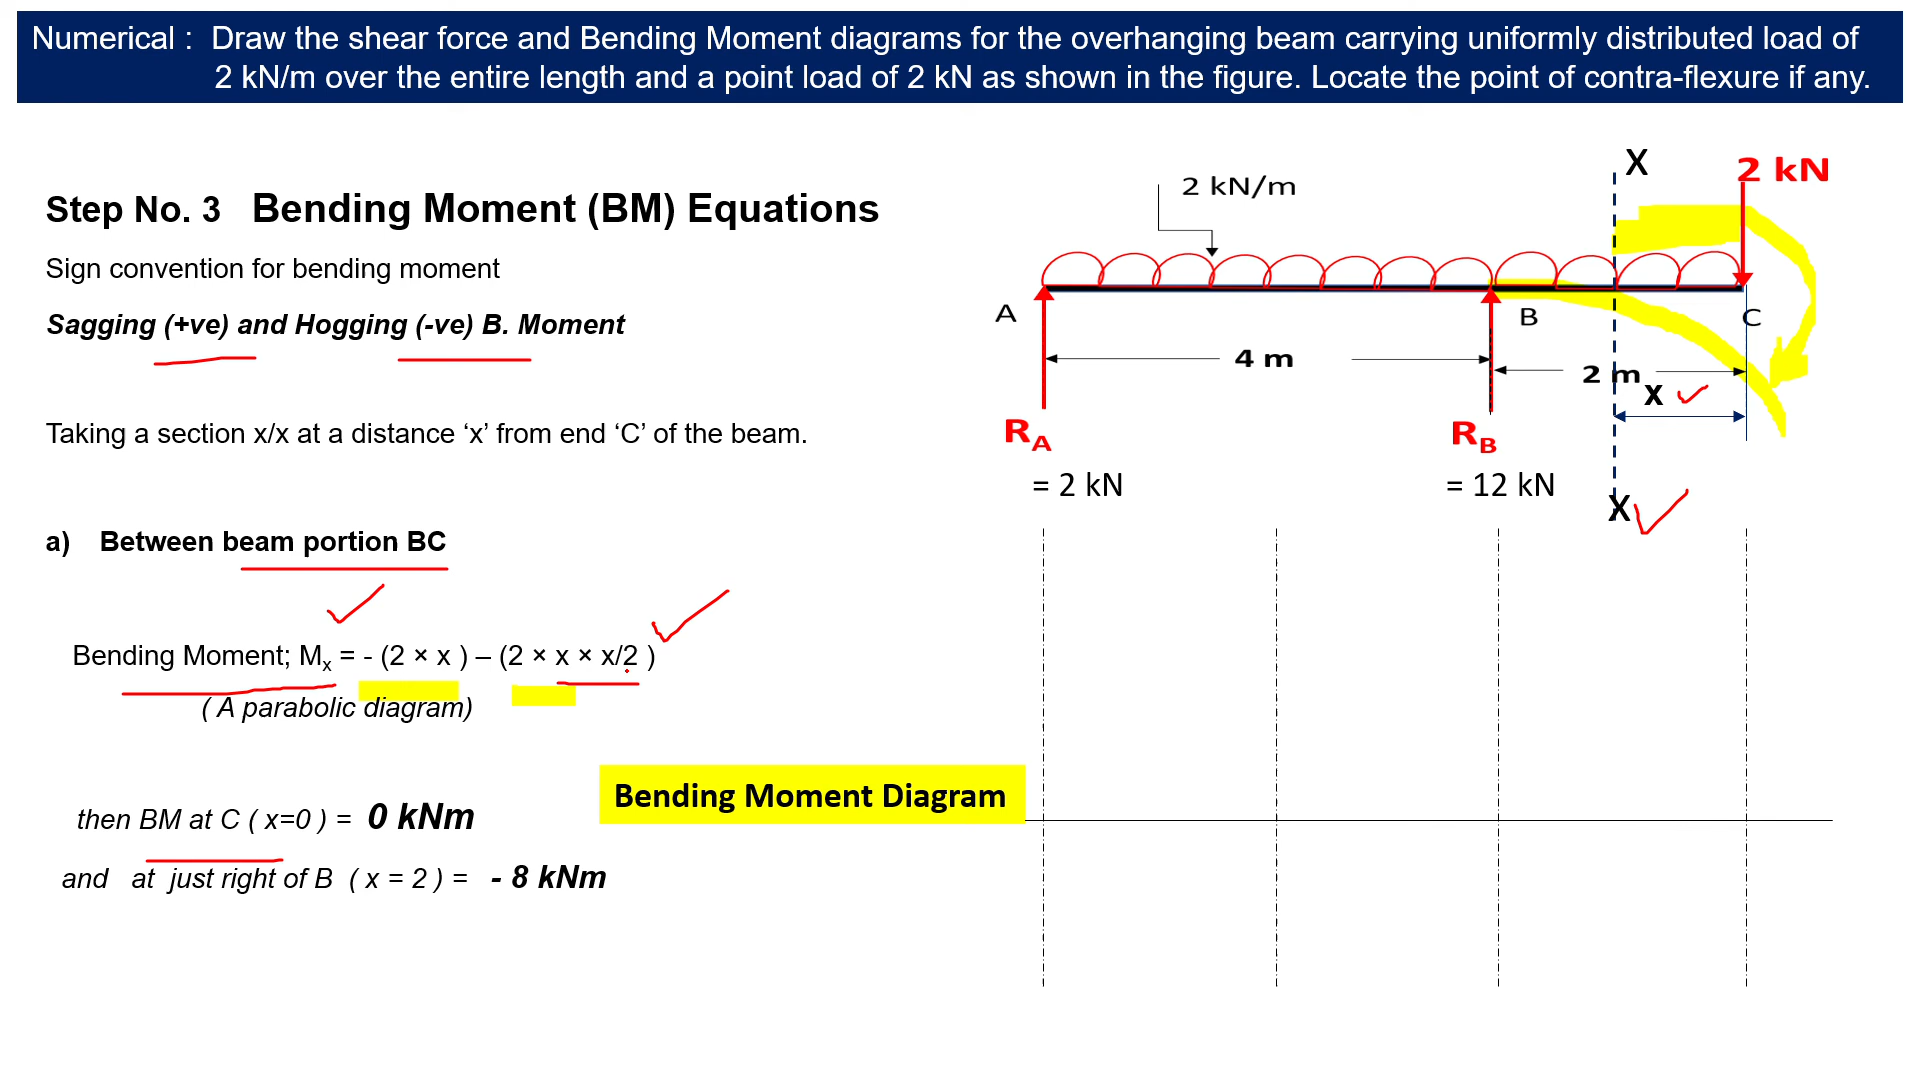 Numerical : Draw the shear force and Bending Moment diagrams for the overhanging beam carrying uniformly distributed load of
2 kN/m over the entire length and a point load of 2 kN as shown in the figure. Locate the point of contra-flexure if any.
Step No. 3 Bending Moment (BM) Equations
Sign convention for bending moment
Sagging (+ve) and Hogging (-ve) B. Moment
Taking a section x/x at a distance ‘x’ from end ‘C’ of the beam.
a) Between beam portion BC
Bending Moment; Mx = - (2 × x ) – (2 × x × x/2 )
( A parabolic diagram)
then BM at C ( x=0 ) = 0 kNm
and at just right of B ( x = 2 ) = - 8 kNm
X
2 kN
2 kN/m
A
B
C
4 m
2 m
x
RA
RB
= 2 kN
= 12 kN
X
Bending Moment Diagram